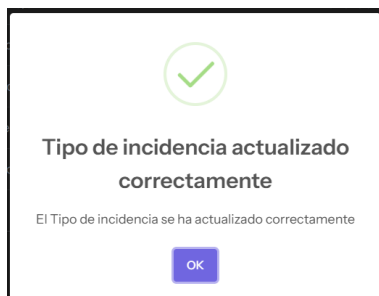 Tipo de incidencia actualizado
correctamente
El Tipo de incidencia se ha actualizado correctamente
OK